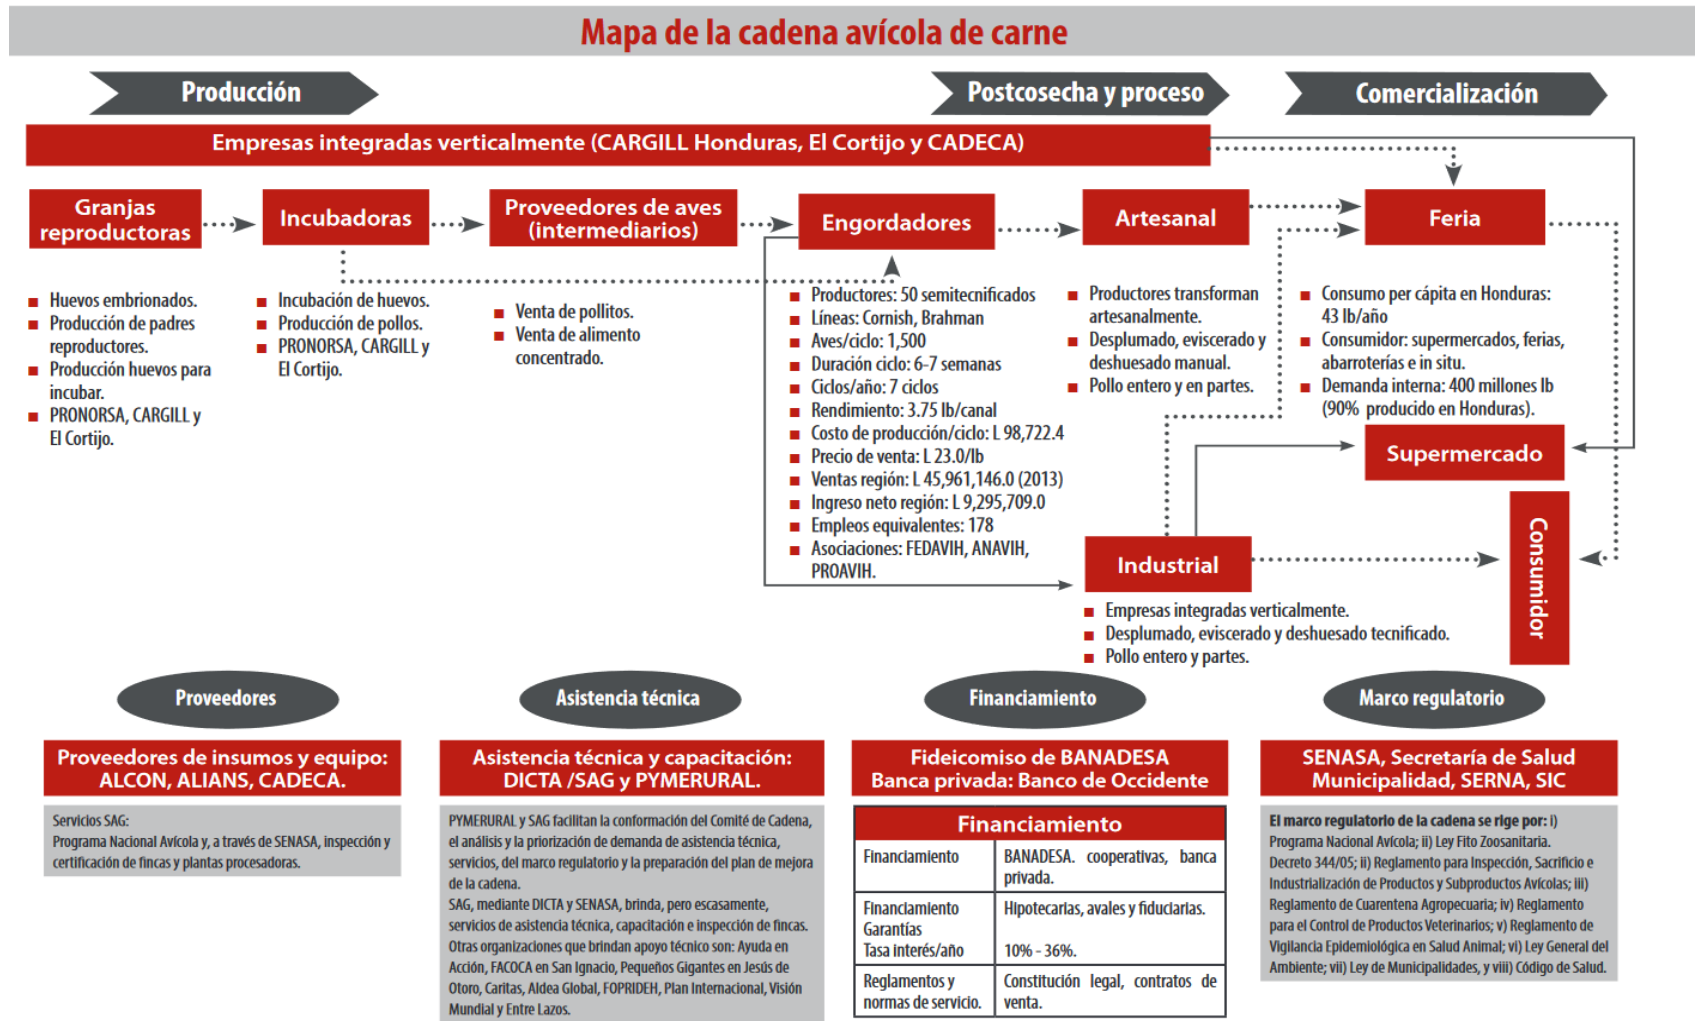 Mapa de la cadena avícola de carne
Producción
Postcosecha y proceso
Comercialización
Empresas integradas verticalmente (CARGILL Honduras, El Cortijo y CADECA)
Granjas
reproductoras
Incubadoras
Proveedores de aves
(intermediarios)
Engordadores
Artesanal
Feria
Huevos embrionados.
Producción de padres
reproductores.
Producción huevos para
incubar.
PRONORSA, CARGILL y
El Cortijo.
Incubación de huevos.
Producción de pollos.
PRONORSA, CARGILL y
El Cortijo.
Venta de pollitos.
Venta de alimento
concentrado.
Productores: 50 semitecnificados
Líneas: Cornish, Brahman
Aves/ciclo: 1,500
Duración ciclo: 6-7 semanas
Ciclos/año: 7 ciclos
Rendimiento: 3.75 lb/canal
Costo de producción/ciclo: L 98,722.4
Precio de venta: L 23.0/lb
Ventas región: L 45,961,146.0 (2013)
Ingreso neto región: L 9,295,709.0
Empleos equivalentes: 178
Asociaciones: FEDAVIH, ANAVIH,
PROAVIH.
Productores transforman
artesanalmente.
Desplumado, eviscerado y
deshuesado manual.
Pollo entero y en partes.
Consumo per cápita en Honduras:
43 lb/año
Consumidor: supermercados, ferias,
abarroterías e in situ.
Demanda interna: 400 millones lb
(90% producido en Honduras).
Supermercado
Consumidor
Industrial
Empresas integradas verticalmente.
Desplumado, eviscerado y deshuesado tecnificado.
Pollo entero y partes.
Proveedores
Asistencia técnica
Financiamiento
Marco regulatorio
Proveedores de insumos y equipo:
ALCON, ALIANS, CADECA.
Servicios SAG:
Programa Nacional Avícola y, a través de SENASA, inspección y
certificación de fincas y plantas procesadoras.
Asistencia técnica y capacitación:
DICTA /SAG y PYMERURAL.
PYMERURAL y SAG facilitan la conformación del Comité de Cadena,
el análisis y la priorización de demanda de asistencia técnica,
servicios, del marco regulatorio y la preparación del plan de mejora
de la cadena.
SAG, mediante DICTA y SENASA, brinda, pero escasamente,
servicios de asistencia técnica, capacitación e inspección de fincas.
Otras organizaciones que brindan apoyo técnico son: Ayuda en
Acción, FACOCA en San Ignacio, Pequeños Gigantes en Jesús de
Otoro, Caritas, Aldea Global, FOPRIDEH, Plan Internacional, Visión
Mundial y Entre Lazos.
Fideicomiso de BANADESA
Banca privada: Banco de Occidente
Financiamiento
Financiamiento
BANADESA. cooperativas, banca
privada.
Financiamiento
Garantías
Tasa interés/año
Hipotecarias, avales y fiduciarias.
10% - 36%.
Reglamentos y
normas de servicio.
Constitución legal, contratos de
venta.
SENASA, Secretaría de Salud
Municipalidad, SERNA, SIC
El marco regulatorio de la cadena se rige por: i)
Programa Nacional Avícola; ii) Ley Fito Zoosanitaria.
Decreto 344/05; ii) Reglamento para Inspección, Sacrificio e
Industrialización de Productos y Subproductos Avícolas; iii)
Reglamento de Cuarentena Agropecuaria; iv) Reglamento
para el Control de Productos Veterinarios; v) Reglamento de
Vigilancia Epidemiológica en Salud Animal; vi) Ley General del
Ambiente; vii) Ley de Municipalidades, y viii) Código de Salud.